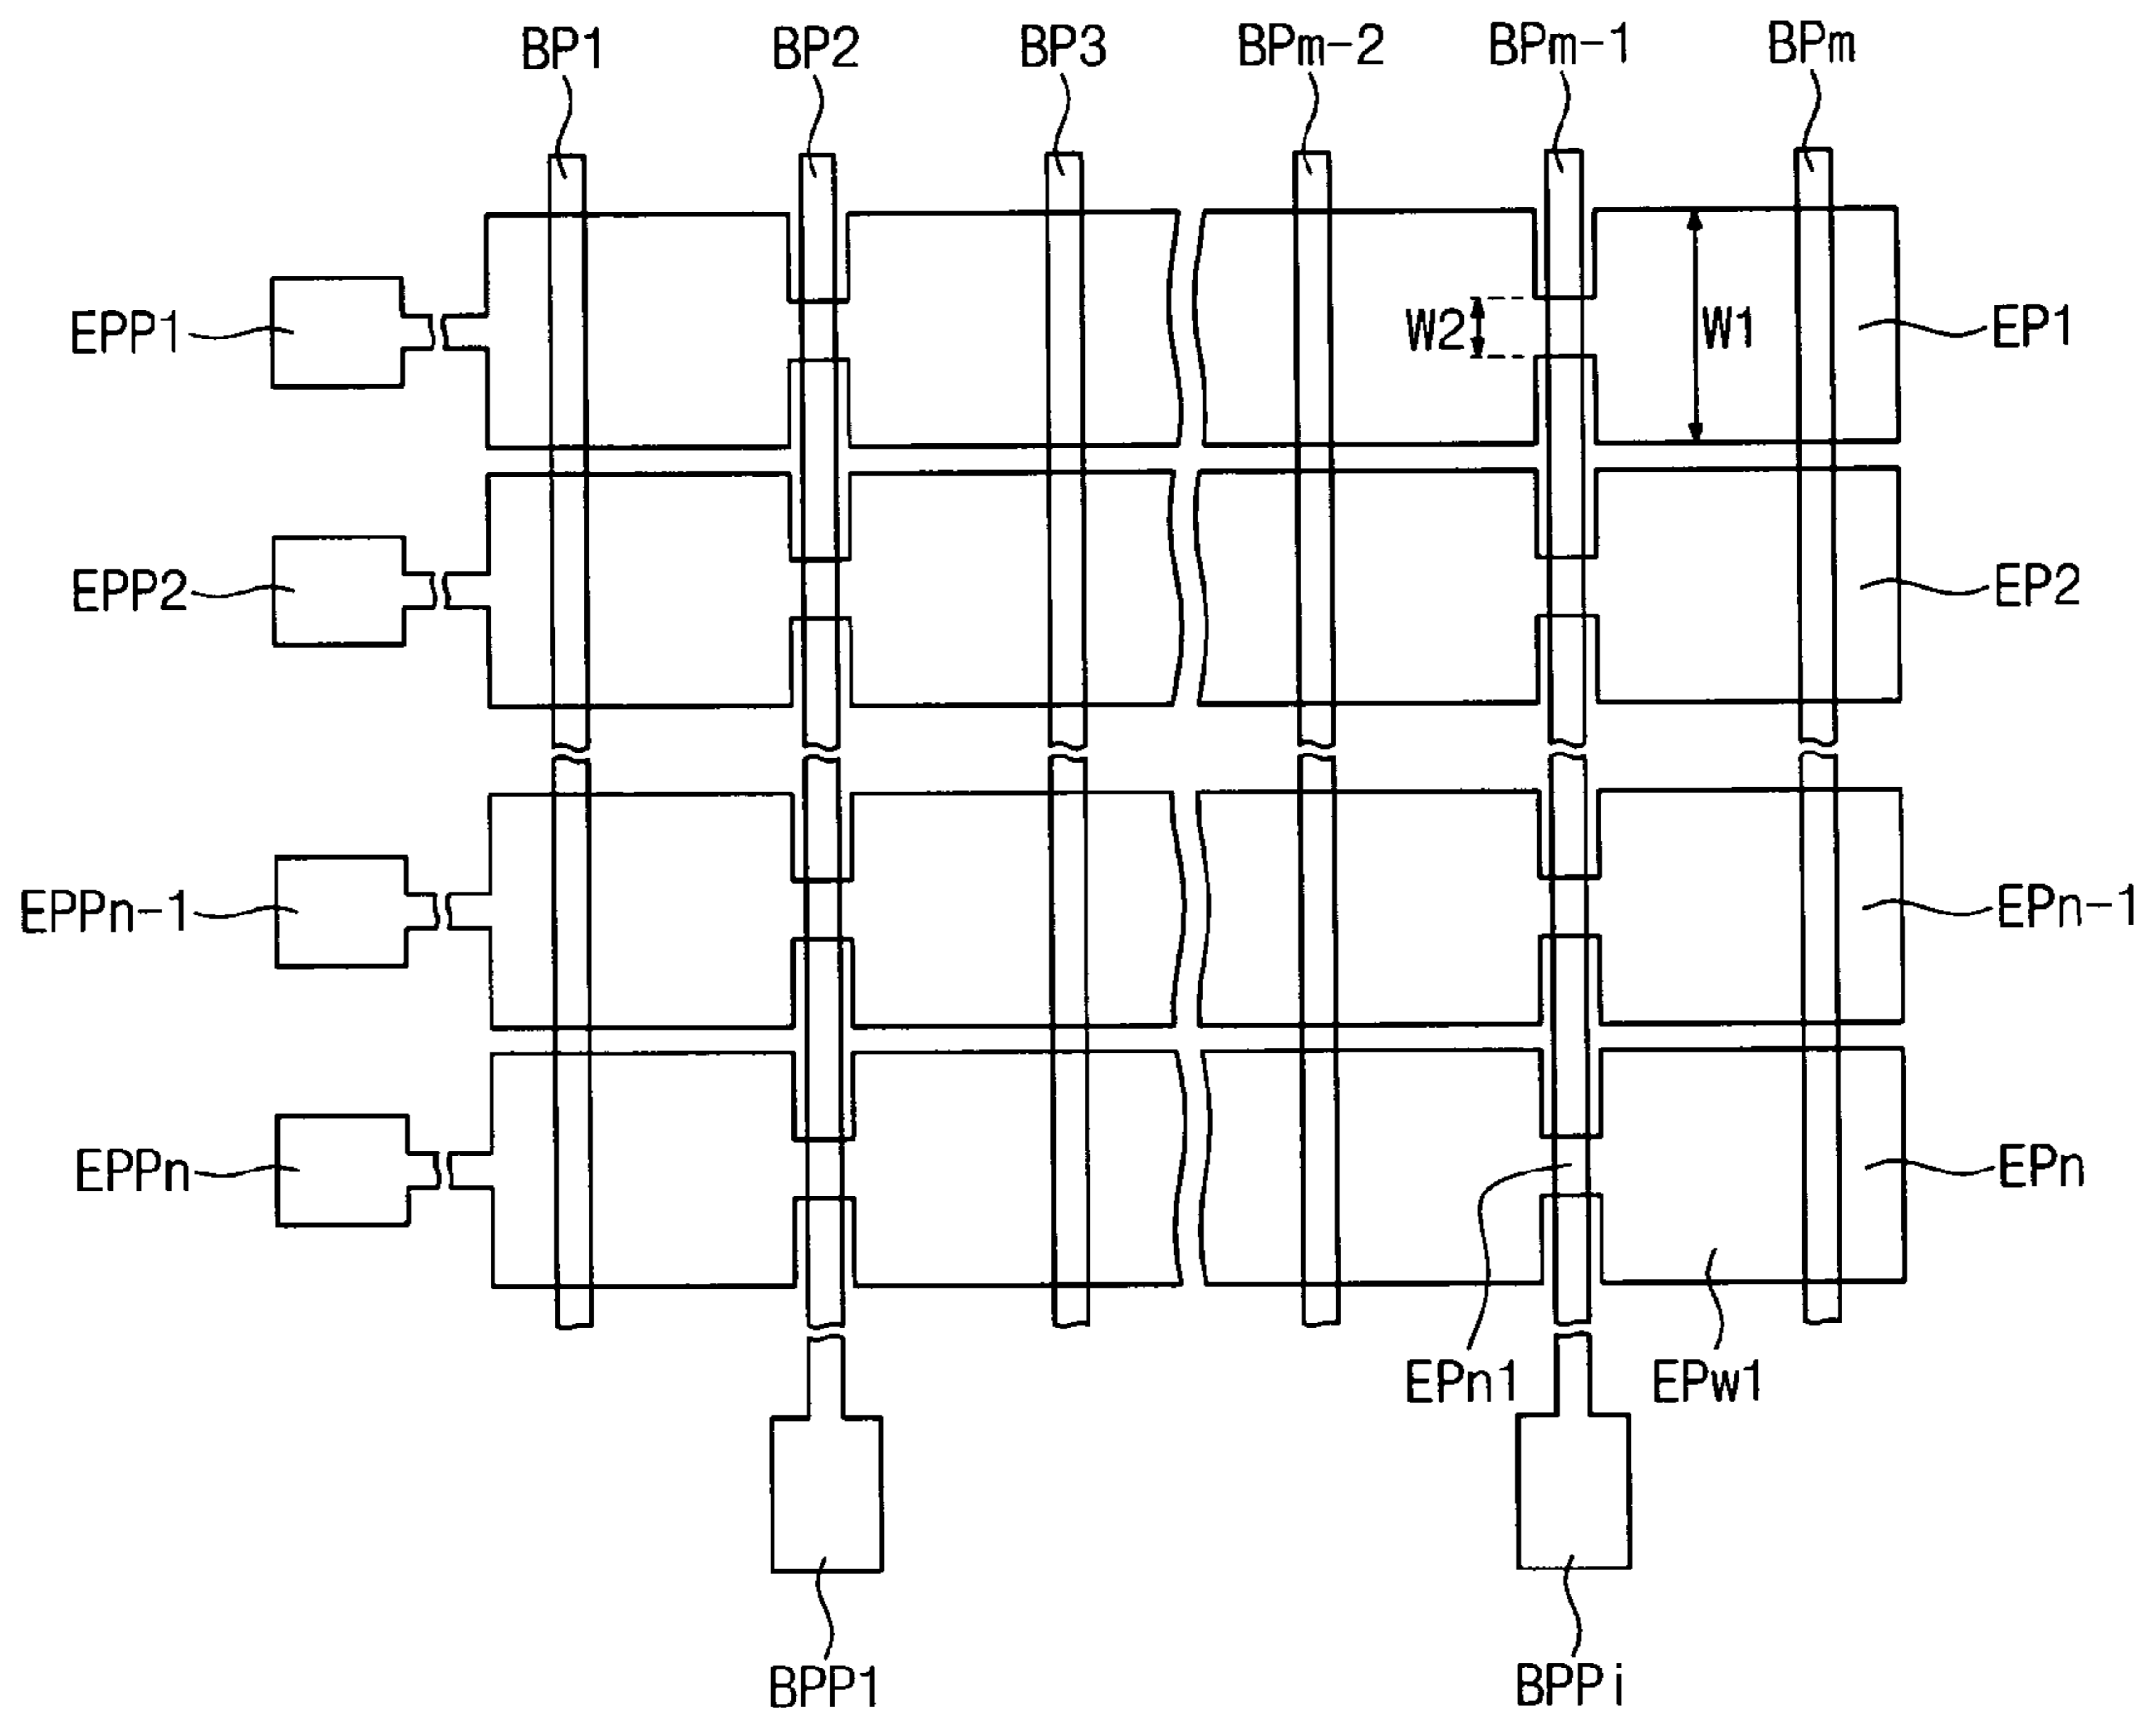 BP1 BP2 BP3 BPm-2 BPm-1 BPm
EPP1 W2 W1 EP1
EPP2 EP2
EPPn-1 EPn-1
EPPn EPn
EPn1 EPw1
BPP1 BPPi